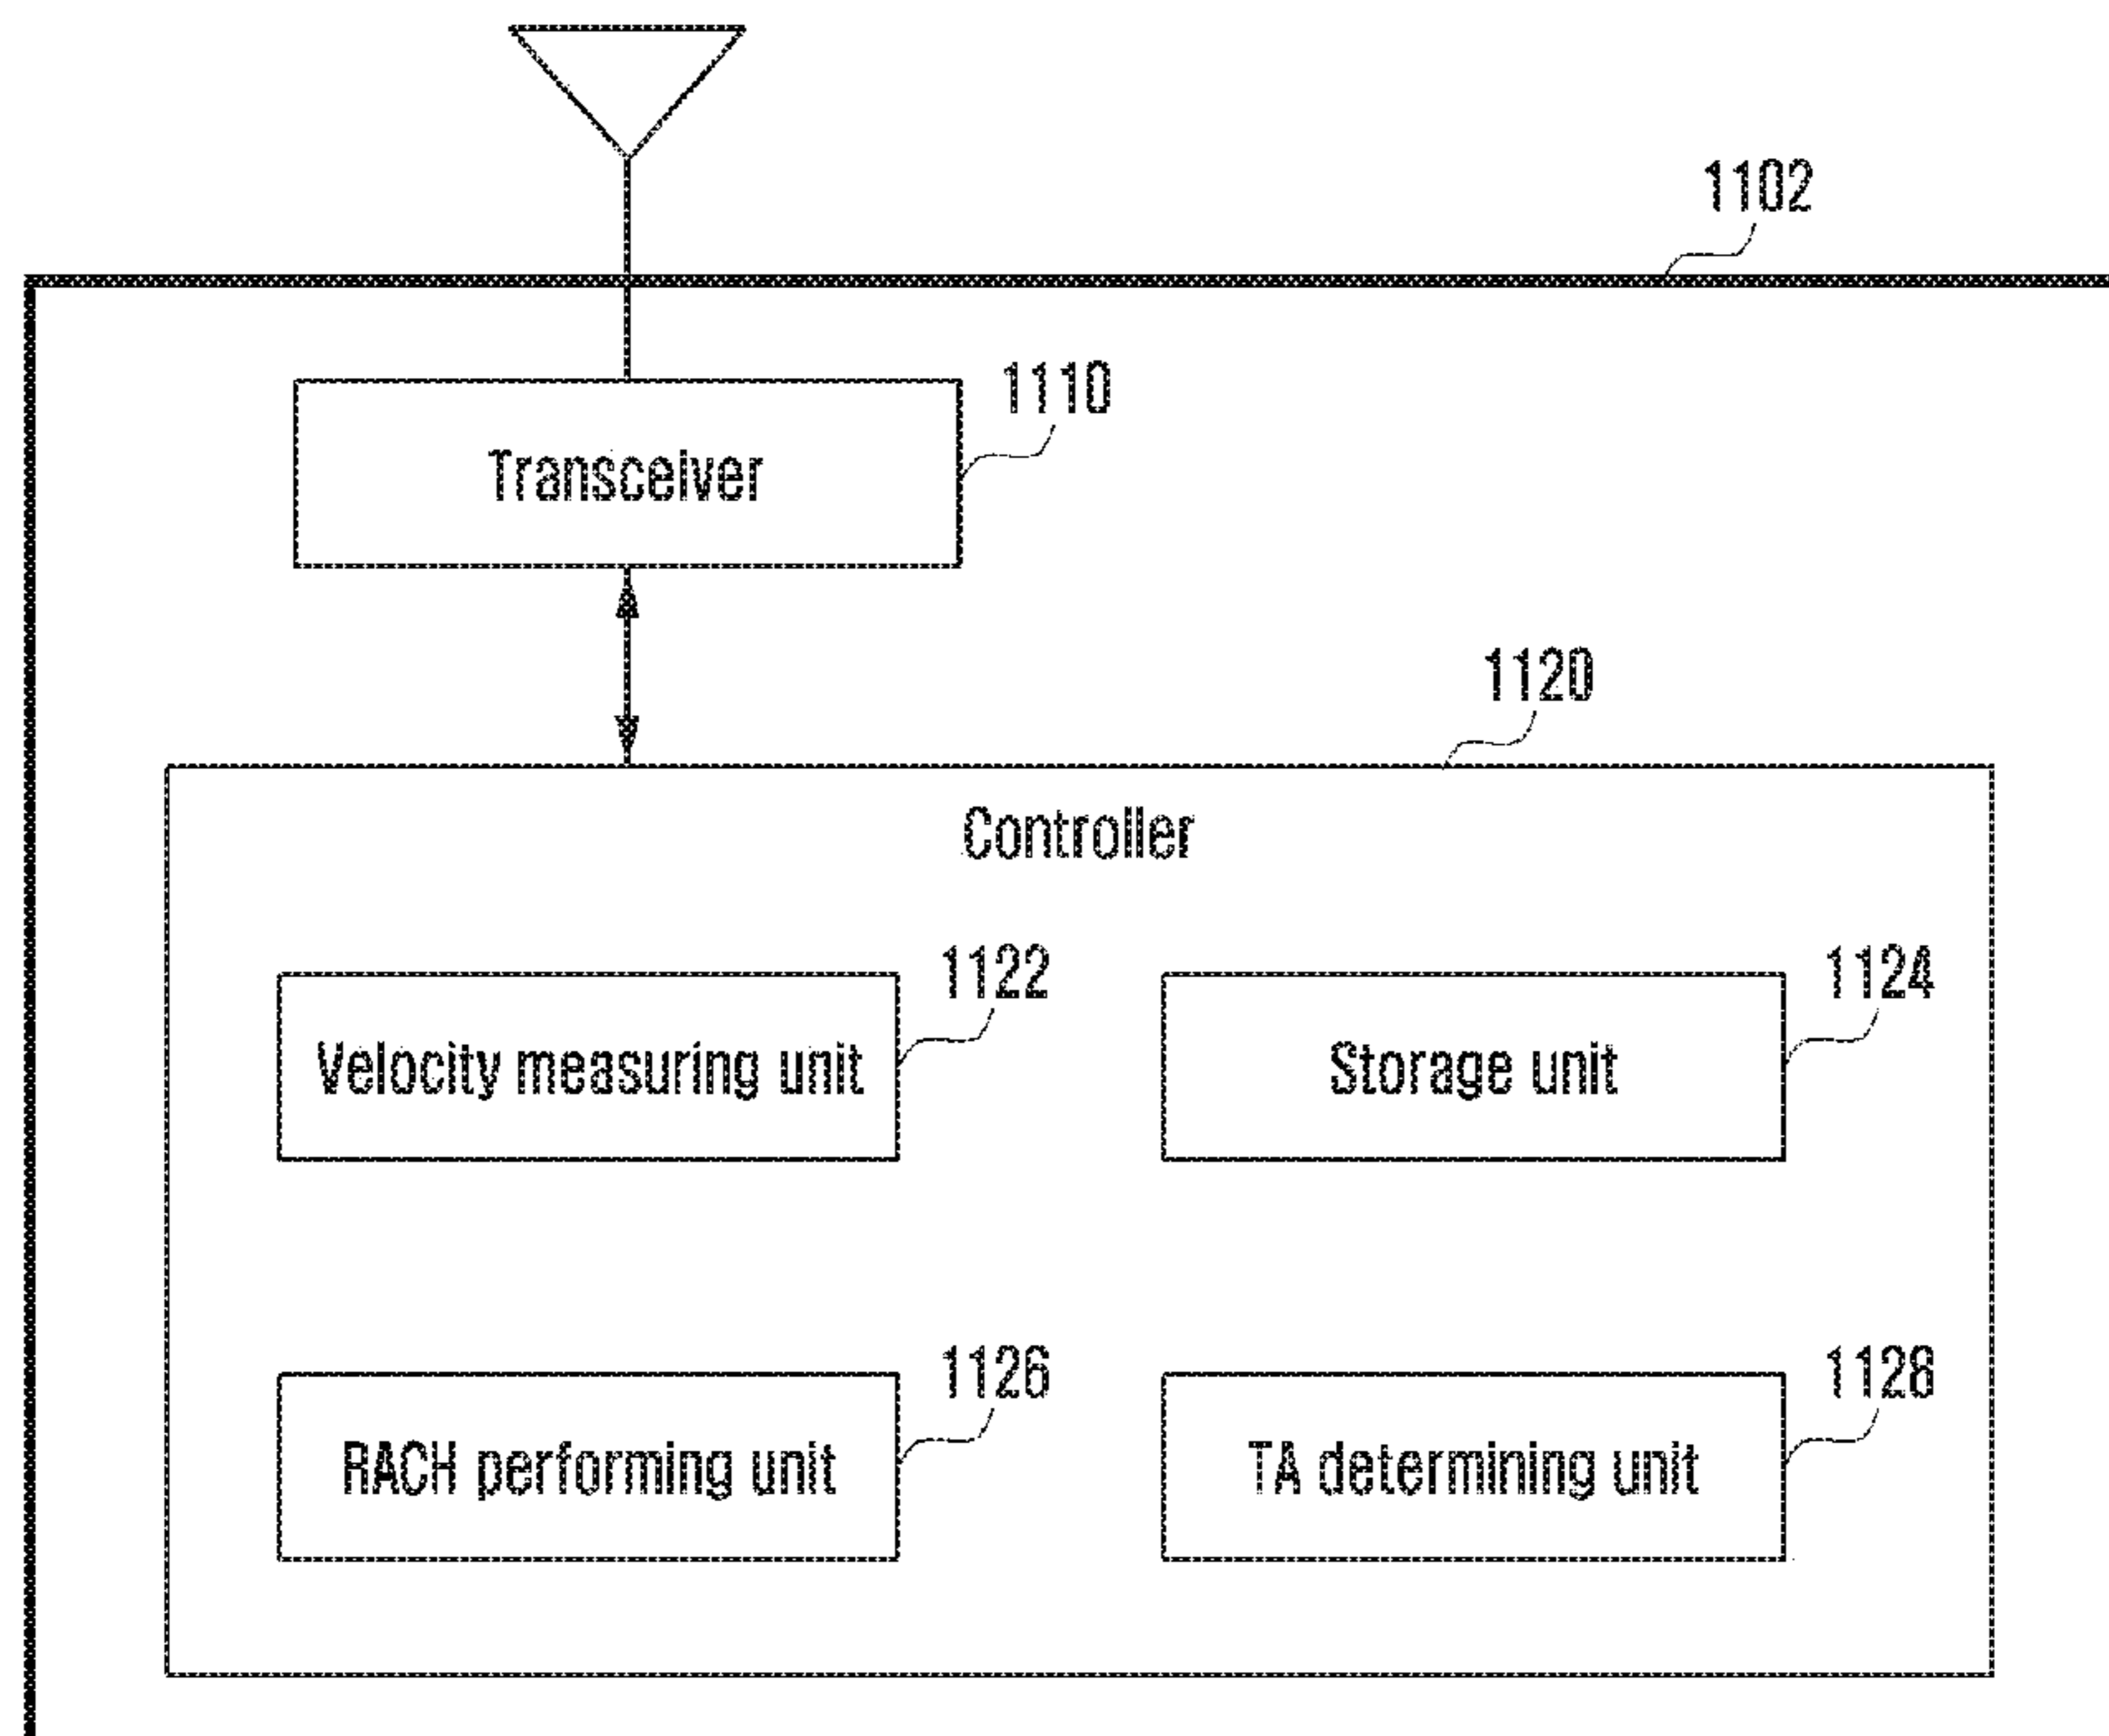 1102
1110
Transceiver
1120
Controller
1122
1124
Velocity measuring unit
Storage unit
1126
1128
RACH performing unit
TA determining unit